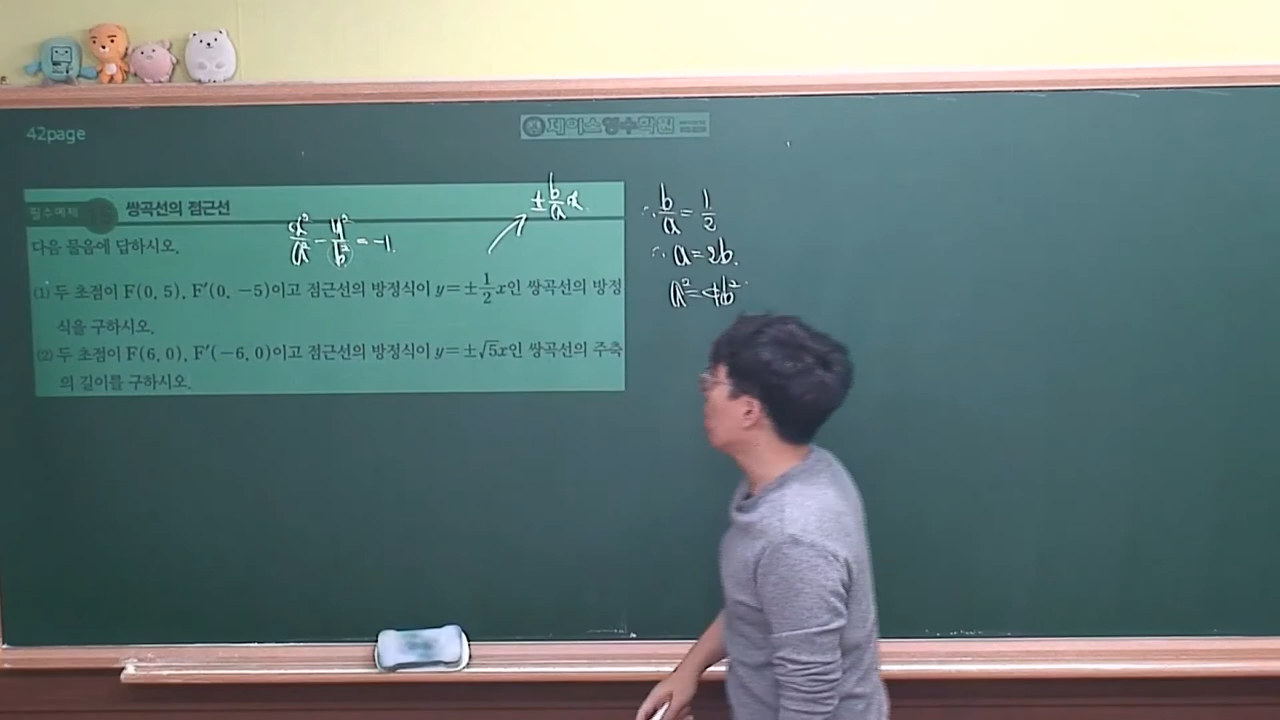 42page
제이스영수학원
필수예제
쌍곡선의 점근선
다음 물음에 답하시오.
x²/a² - y²/b² = -1.
± b/a x.
(1) 두 초점이 F(0, 5), F′(0, −5)이고 점근선의 방정식이 y=±1/2x인 쌍곡선의 방정
식을 구하시오.
(2) 두 초점이 F(6, 0), F′(−6, 0)이고 점근선의 방정식이 y=±√5x인 쌍곡선의 주축
의 길이를 구하시오.
∴ b/a = 1/2
∴ a = 2b.
a² = 4b²